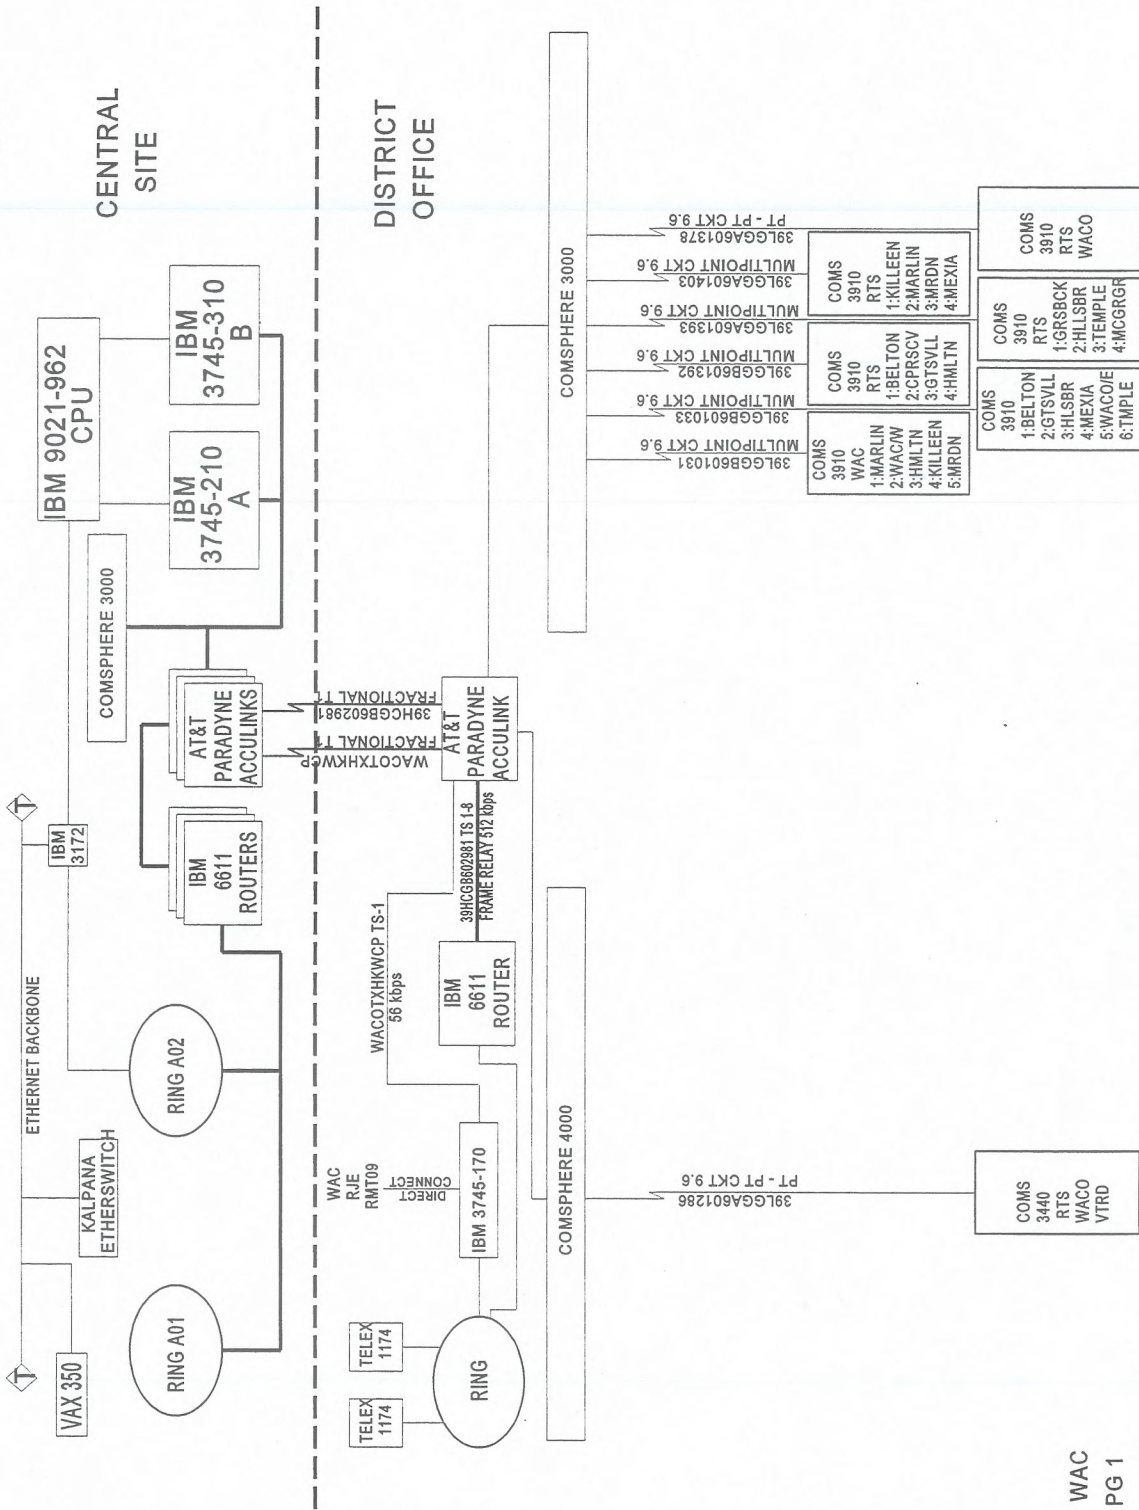 CENTRAL
SITE
ETHERNET BACKBONE
T
T
VAX 350
KALPANA
ETHERSWITCH
IBM
3172
IBM 9021-962
CPU
RING A01
RING A02
IBM
6611
ROUTERS
AT&T
PARADYNE
ACCULINKS
COMSPHERE 3000
IBM
3745-210
A
IBM
3745-310
B
DISTRICT
OFFICE
WACOTXHKWCP
FRACTIONAL T1
39HCGB602981
FRACTIONAL T1
TELEX
1174
TELEX
1174
RING
WAC
RJE
RMT09
DIRECT
CONNECT
IBM 3745-170
WACOTXHKWCP TS-1
56 kbps
IBM
6611
ROUTER
39HCGB602981 TS 1-8
FRAME RELAY 512 kbps
AT&T
PARADYNE
ACCULINK
COMSPHERE 4000
COMSPHERE 3000
39LGGA601286
PT - PT CKT 9.6
39LGGB601031
MULTIPOINT CKT 9.6
39LGGB601033
MULTIPOINT CKT 9.6
39LGGB601392
MULTIPOINT CKT 9.6
39LGGA601393
MULTIPOINT CKT 9.6
39LGGA601403
MULTIPOINT CKT 9.6
39LGGA601378
PT - PT CKT 9.6
COMS
3440
RTS
WACO
VTRD
COMS
3910
WAC
1:MARLIN
2:WAC/W
3:HMLTN
4:KILLEEN
5:MRDN
COMS
3910
1:BELTON
2:GTSVLL
3:HLSBR
4:MEXIA
5:WACO/E
6:TMPLE
COMS
3910
RTS
1:BELTON
2:CPRSCV
3:GTSVLL
4:HMLTN
COMS
3910
RTS
1:GRSBCK
2:HLLSBR
3:TEMPLE
4:MCGRGR
COMS
3910
RTS
1:KILLEEN
2:MARLIN
3:MRDN
4:MEXIA
COMS
3910
RTS
WACO
WAC
PG 1